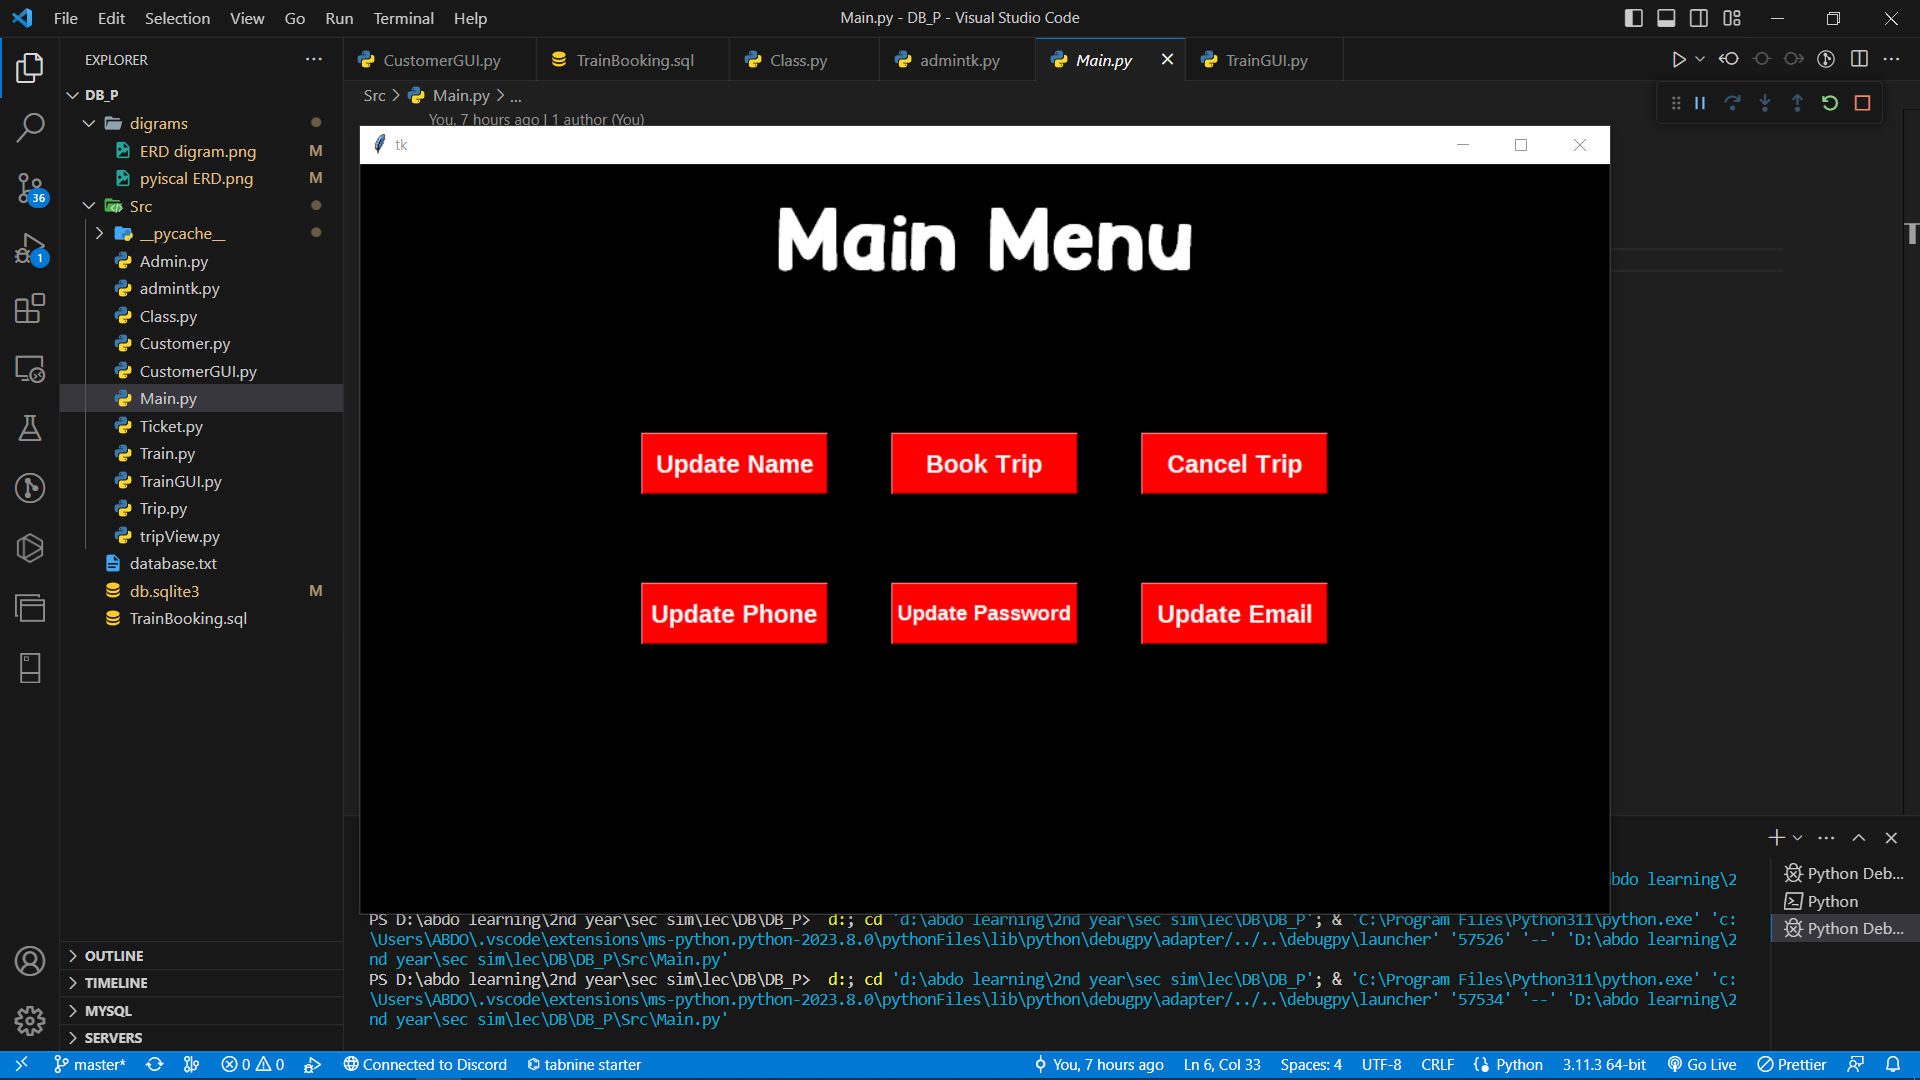 File Edit Selection View Go Run Terminal Help
Main.py - DB_P - Visual Studio Code
EXPLORER
DB_P
digrams
ERD digram.png M
pyiscal ERD.png M
Src
__pycache__
Admin.py
admintk.py
Class.py
Customer.py
CustomerGUI.py
Main.py
Ticket.py
Train.py
TrainGUI.py
Trip.py
tripView.py
database.txt
db.sqlite3 M
TrainBooking.sql
OUTLINE
TIMELINE
MYSQL
SERVERS
36
1
CustomerGUI.py TrainBooking.sql Class.py admintk.py Main.py TrainGUI.py
Src > Main.py > ...
You, 7 hours ago | 1 author (You)
tk
Main Menu
Update Name Book Trip Cancel Trip
Update Phone Update Password Update Email
bdo learning\2
PS D:\abdo learning\2nd year\sec sim\lec\DB\DB_P> d:; cd 'd:\abdo learning\2nd year\sec sim\lec\DB\DB_P'; & 'C:\Program Files\Python311\python.exe' 'c:
\Users\ABDO\.vscode\extensions\ms-python.python-2023.8.0\pythonFiles\lib\python\debugpy\adapter/../..\debugpy\launcher' '57526' '--' 'D:\abdo learning\2
nd year\sec sim\lec\DB\DB_P\Src\Main.py'
PS D:\abdo learning\2nd year\sec sim\lec\DB\DB_P> d:; cd 'd:\abdo learning\2nd year\sec sim\lec\DB\DB_P'; & 'C:\Program Files\Python311\python.exe' 'c:
\Users\ABDO\.vscode\extensions\ms-python.python-2023.8.0\pythonFiles\lib\python\debugpy\adapter/../..\debugpy\launcher' '57534' '--' 'D:\abdo learning\2
nd year\sec sim\lec\DB\DB_P\Src\Main.py'
Python Deb...
Python
Python Deb...
master* 0 0 Connected to Discord tabnine starter You, 7 hours ago Ln 6, Col 33 Spaces: 4 UTF-8 CRLF Python 3.11.3 64-bit Go Live Prettier